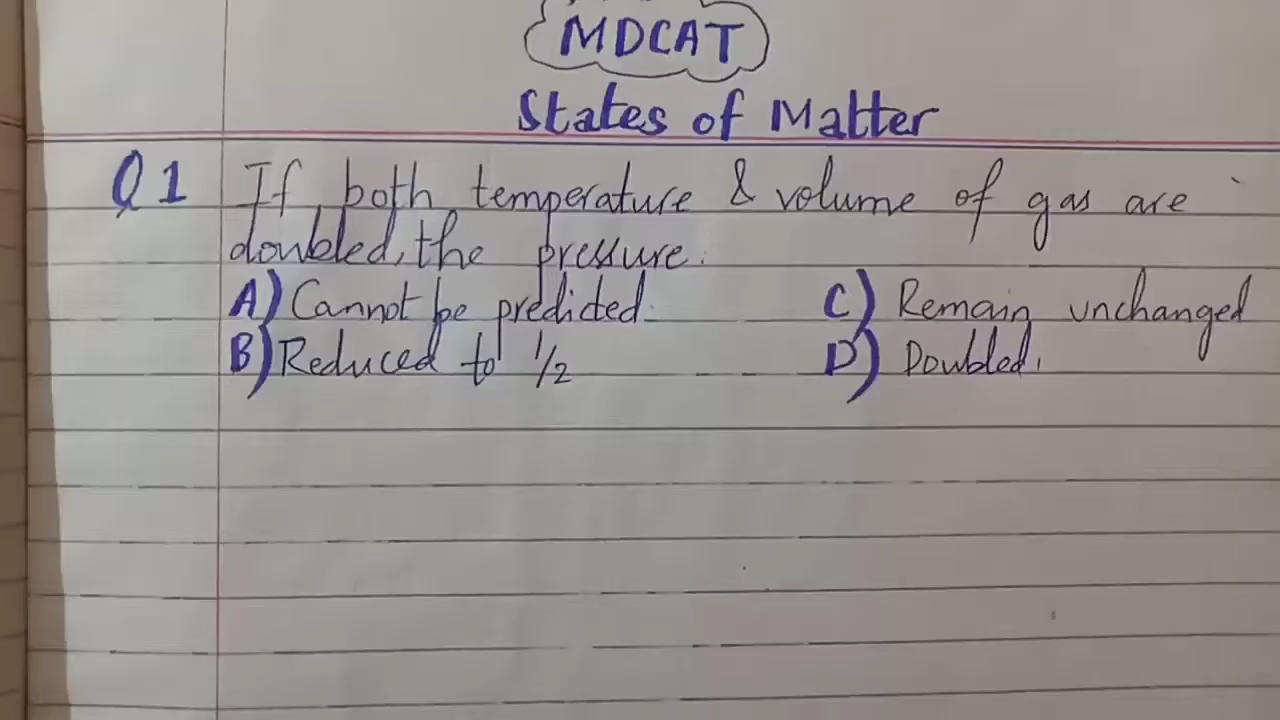 MDCAT
States of Matter
Q1 If both temperature & volume of gas are
doubled, the pressure.
A) Cannot be predicted. C) Remain unchanged
B) Reduced to 1/2 D) Doubled.